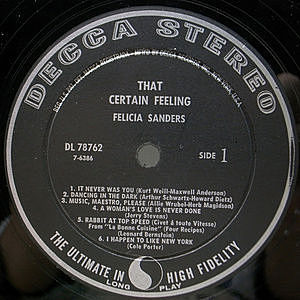 DECCA STEREO
THAT
CERTAIN FEELING
FELICIA SANDERS
DL 78762
7-6386
SIDE 1
1. IT NEVER WAS YOU (Kurt Weill-Maxwell Anderson)
2. DANCING IN THE DARK (Arthur Schwartz-Howard Dietz)
3. MUSIC, MAESTRO, PLEASE (Allie Wrubel-Herb Magidson)
4. A WOMAN'S LOVE IS NEVER DONE
(Jerry Stevens)
5. RABBIT AT TOP SPEED (Civet à toute Vitesse)
From "La Bonne Cuisine" (Four Recipes)
(Leonard Bernstein)
6. I HAPPEN TO LIKE NEW YORK
(Cole Porter)
THE ULTIMATE IN HIGH FIDELITY
LONG PLAY